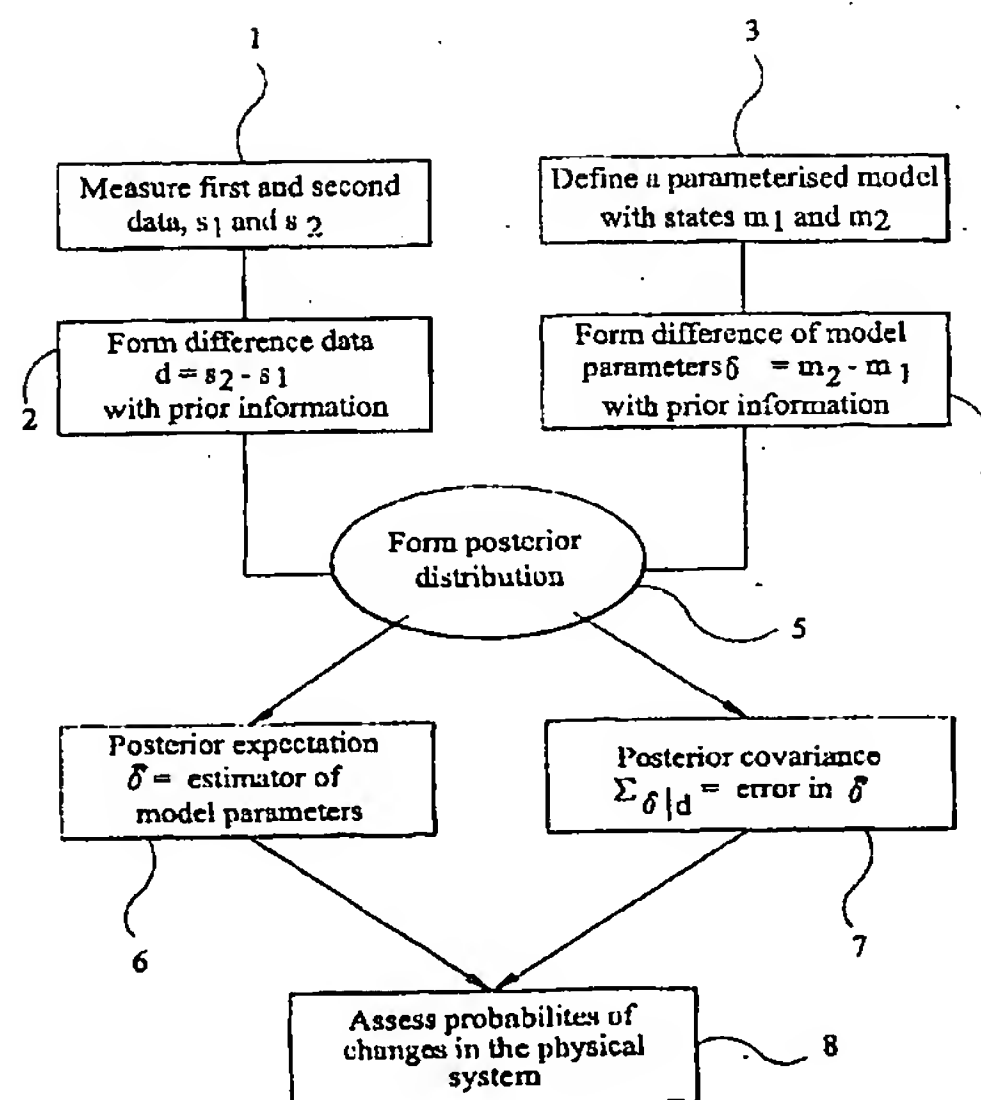 1
3
Measure first and second
data, s1 and s2
Define a parameterised model
with states m1 and m2
Form difference data
d = s2 - s1
with prior information
2
Form difference of model
parameters δ = m2 - m1
with prior information
Form posterior
distribution
5
Posterior expectation
δ̃ = estimator of
model parameters
6
Posterior covariance
Σδ|d = error in δ̃
7
Assess probabilites of
changes in the physical
system
8